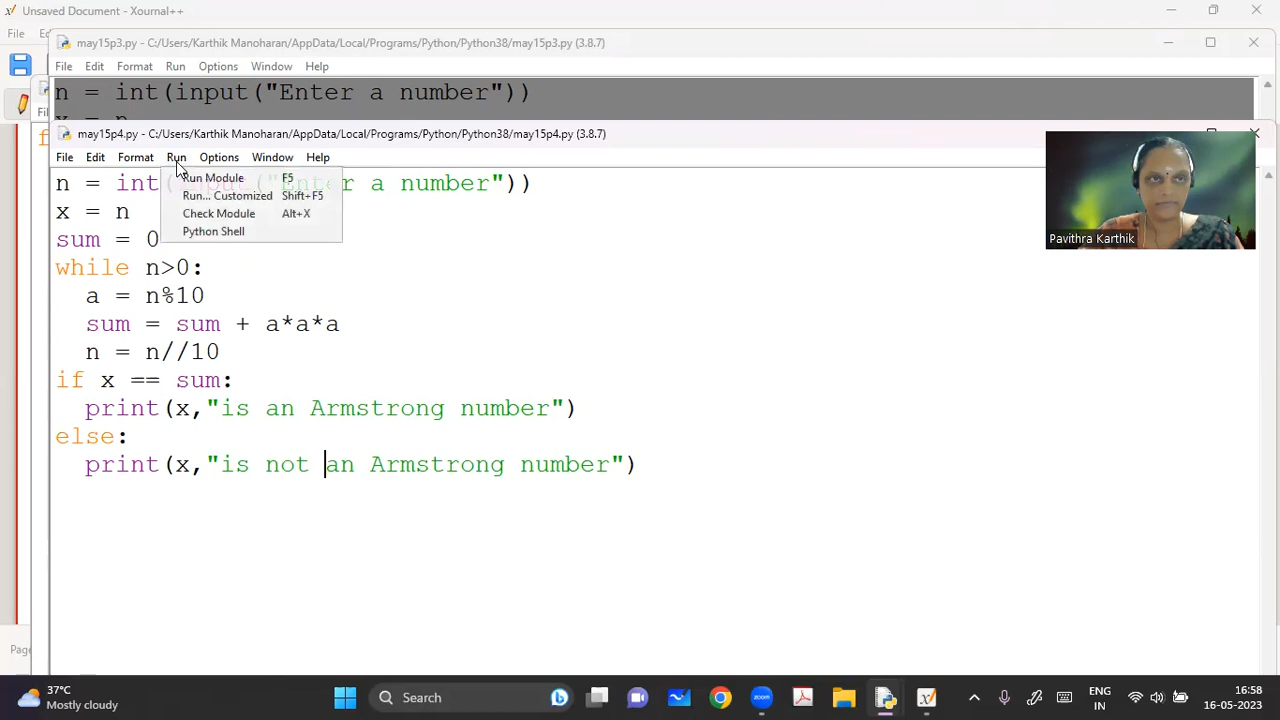 Unsaved Document - Xournal++
File
may15p3.py - C:/Users/Karthik Manoharan/AppData/Local/Programs/Python/Python38/may15p3.py (3.8.7)
File Edit Format Run Options Window Help
n = int(input("Enter a number"))
may15p4.py - C:/Users/Karthik Manoharan/AppData/Local/Programs/Python/Python38/may15p4.py (3.8.7)
File Edit Format Run Options Window Help
Run Module F5
Run... Customized Shift+F5
Check Module Alt+X
Python Shell
n = int(input("Enter a number"))
x = n
sum = 0
while n>0:
a = n%10
sum = sum + a*a*a
n = n//10
if x == sum:
print(x,"is an Armstrong number")
else:
print(x,"is not an Armstrong number")
Pavithra Karthik
37°C
Mostly cloudy
Search
ENG
IN
16:58
16-05-2023